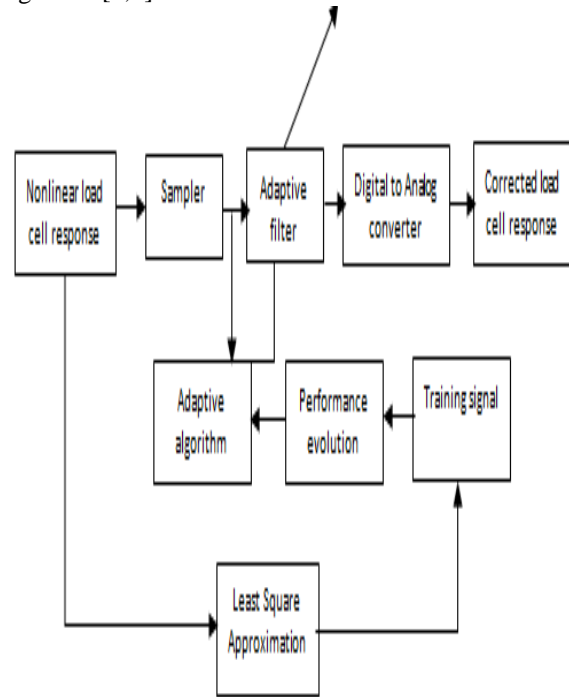 Nonlinear load
cell response
Sampler
Adaptive
filter
Digital to Analog
converter
Corrected load
cell response
Adaptive
algorithm
Performance
evolution
Training signal
Least Square
Approximation